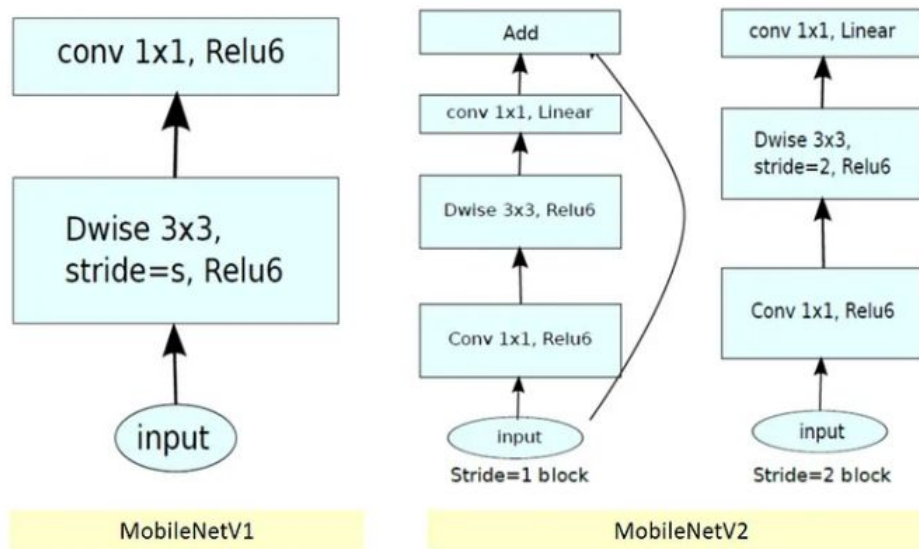 conv 1x1, Relu6
Dwise 3x3,
stride=s, Relu6
input
MobileNetV1
Add
conv 1x1, Linear
Dwise 3x3, Relu6
Conv 1x1, Relu6
input
Stride=1 block
conv 1x1, Linear
Dwise 3x3,
stride=2, Relu6
Conv 1x1, Relu6
input
Stride=2 block
MobileNetV2